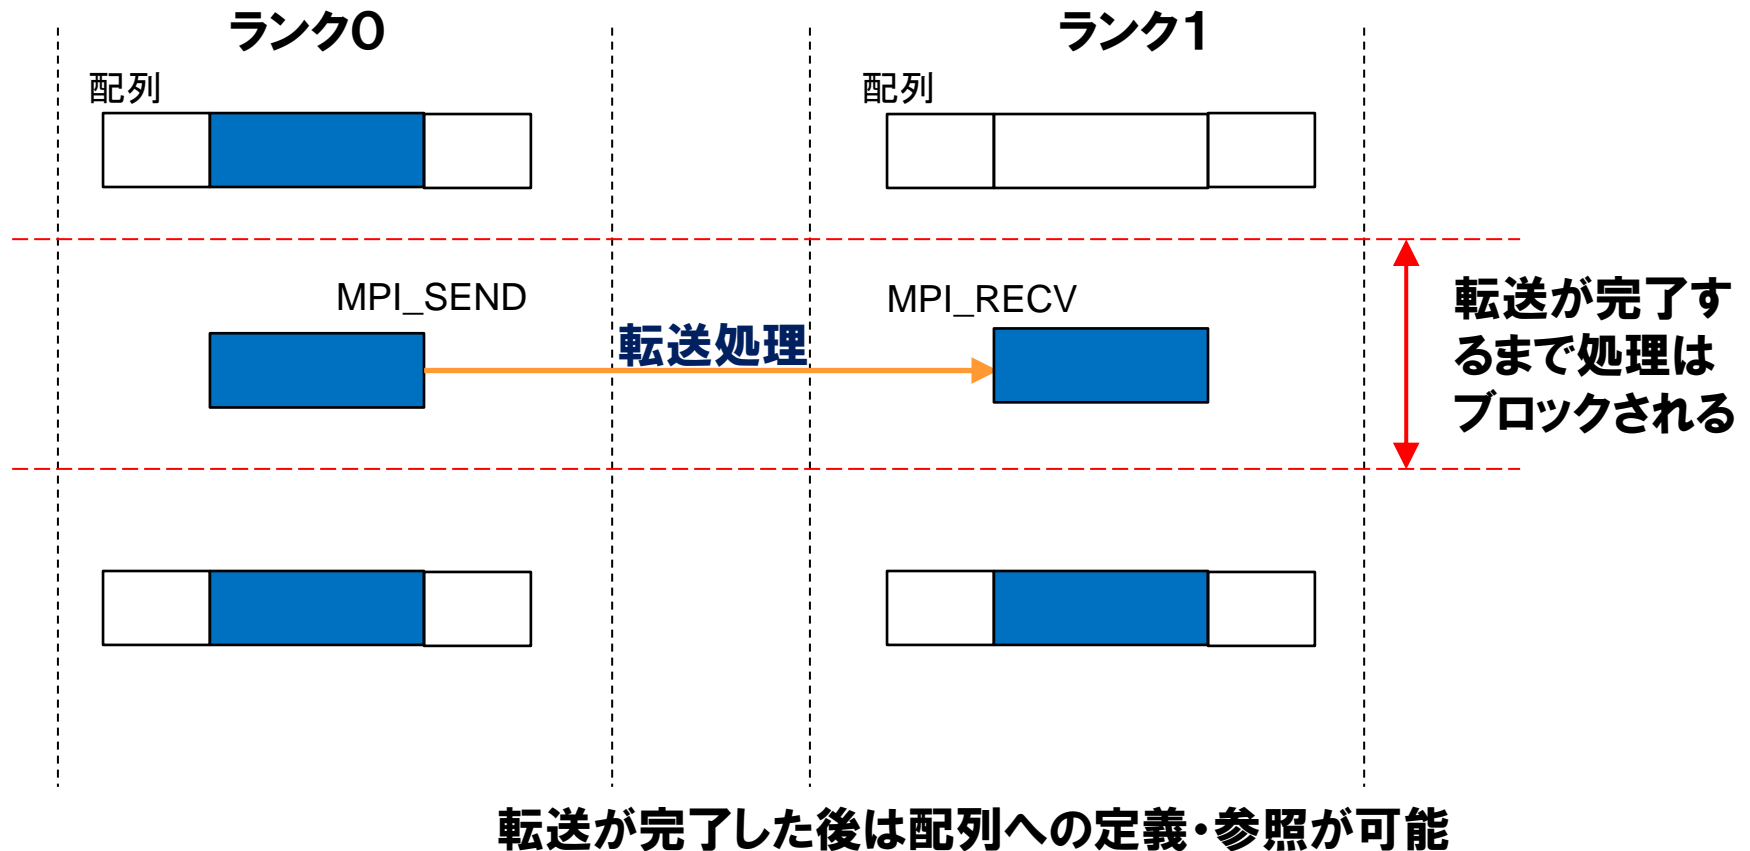 ランク0
ランク1
配列
配列
MPI_SEND
MPI_RECV
転送処理
転送が完了す
るまで処理は
ブロックされる
転送が完了した後は配列への定義・参照が可能